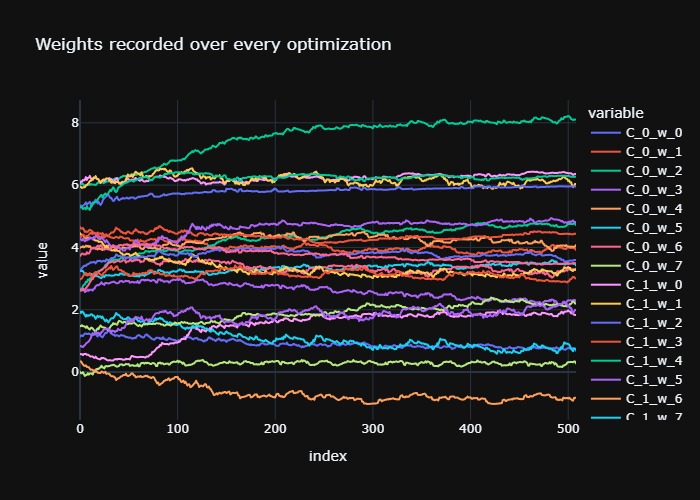 Weights recorded over every optimization
variable
C_0_w_0
C_0_w_1
C_0_w_2
C_0_w_3
C_0_w_4
C_0_w_5
C_0_w_6
C_0_w_7
C_1_w_0
C_1_w_1
C_1_w_2
C_1_w_3
C_1_w_4
C_1_w_5
C_1_w_6
C_1_w_7
value
8
6
4
2
0
0 100 200 300 400 500
index